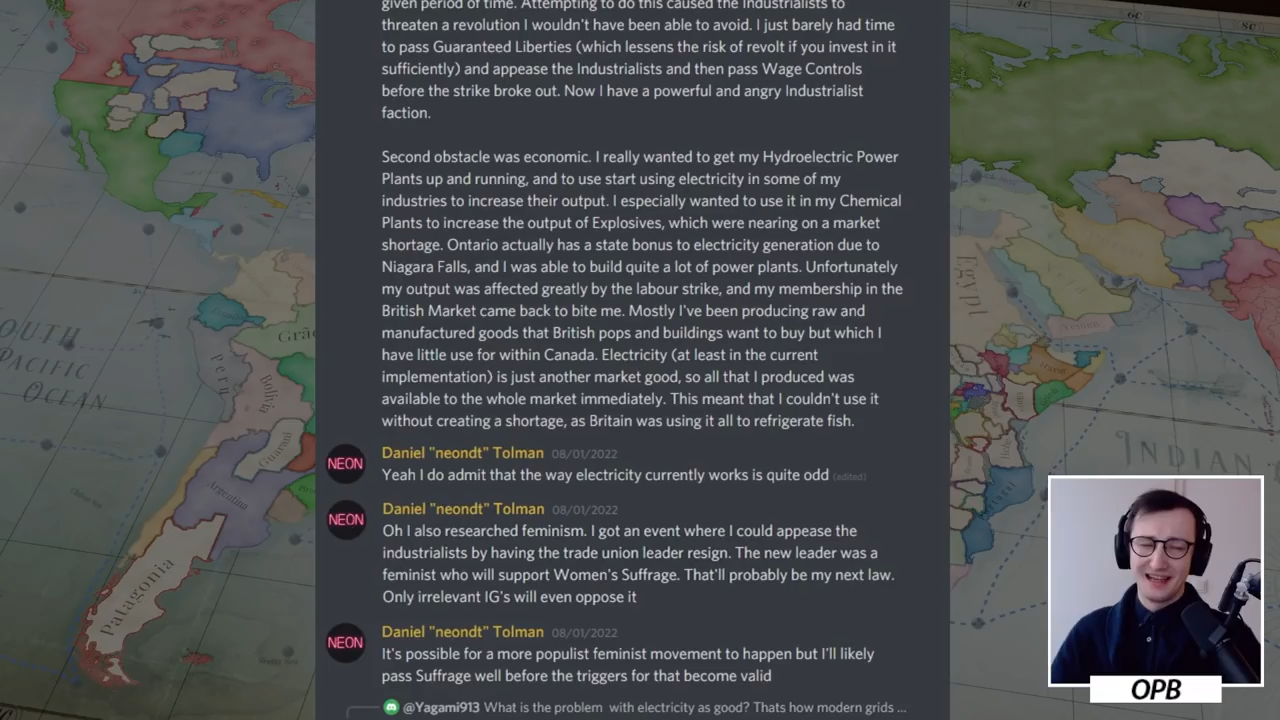 given period of time. Attempting to do this caused the Industrialists to
threaten a revolution I wouldn't have been able to avoid. I just barely had time
to pass Guaranteed Liberties (which lessens the risk of revolt if you invest in it
sufficiently) and appease the Industrialists and then pass Wage Controls
before the strike broke out. Now I have a powerful and angry Industrialist
faction.
Second obstacle was economic. I really wanted to get my Hydroelectric Power
Plants up and running, and to use start using electricity in some of my
industries to increase their output. I especially wanted to use it in my Chemical
Plants to increase the output of Explosives, which were nearing on a market
shortage. Ontario actually has a state bonus to electricity generation due to
Niagara Falls, and I was able to build quite a lot of power plants. Unfortunately
my output was affected greatly by the labour strike, and my membership in the
British Market came back to bite me. Mostly I've been producing raw and
manufactured goods that British pops and buildings want to buy but which I
have little use for within Canada. Electricity (at least in the current
implementation) is just another market good, so all that I produced was
available to the whole market immediately. This meant that I couldn't use it
without creating a shortage, as Britain was using it all to refrigerate fish.
NEON
Daniel "neondt" Tolman 08/01/2022
Yeah I do admit that the way electricity currently works is quite odd (edited)
NEON
Daniel "neondt" Tolman 08/01/2022
Oh I also researched feminism. I got an event where I could appease the
industrialists by having the trade union leader resign. The new leader was a
feminist who will support Women's Suffrage. That'll probably be my next law.
Only irrelevant IG's will even oppose it
NEON
Daniel "neondt" Tolman 08/01/2022
It's possible for a more populist feminist movement to happen but I'll likely
pass Suffrage well before the triggers for that become valid
@Yagami913 What is the problem with electricity as good? Thats how modern grids ...
OUTH
PACIFIC
OCEAN
Peru
Bolivia
Grã
Guarani
Argentina
Patagonia
Egypt
Yemen
Harar
INDIAN
OPB